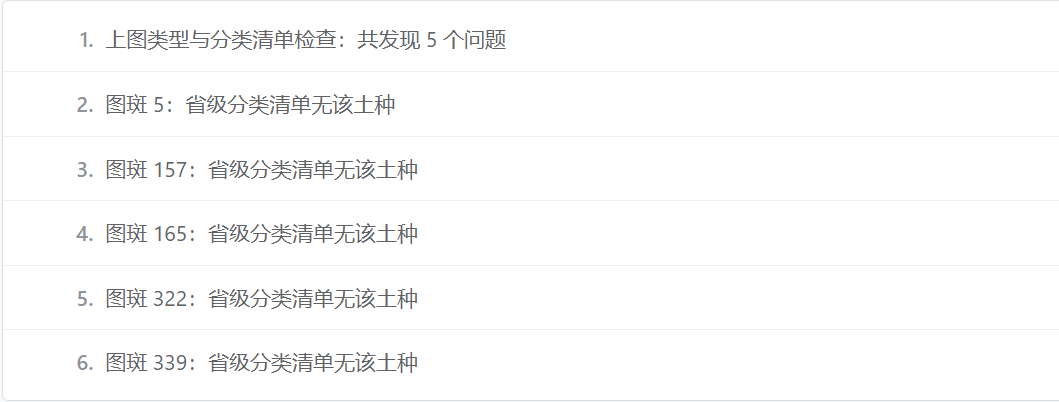 1. 上图类型与分类清单检查：共发现 5 个问题
2. 图斑 5：省级分类清单无该土种
3. 图斑 157：省级分类清单无该土种
4. 图斑 165：省级分类清单无该土种
5. 图斑 322：省级分类清单无该土种
6. 图斑 339：省级分类清单无该土种